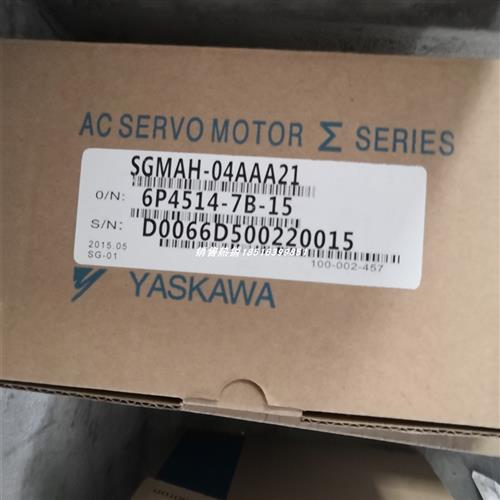 AC SERVO MOTOR Σ SERIES
SGMAH-04AAA21
O/N: 6P4514-7B-15
S/N: D0066D500220015
2015.05
SG-01
100-002-457
YASKAWA